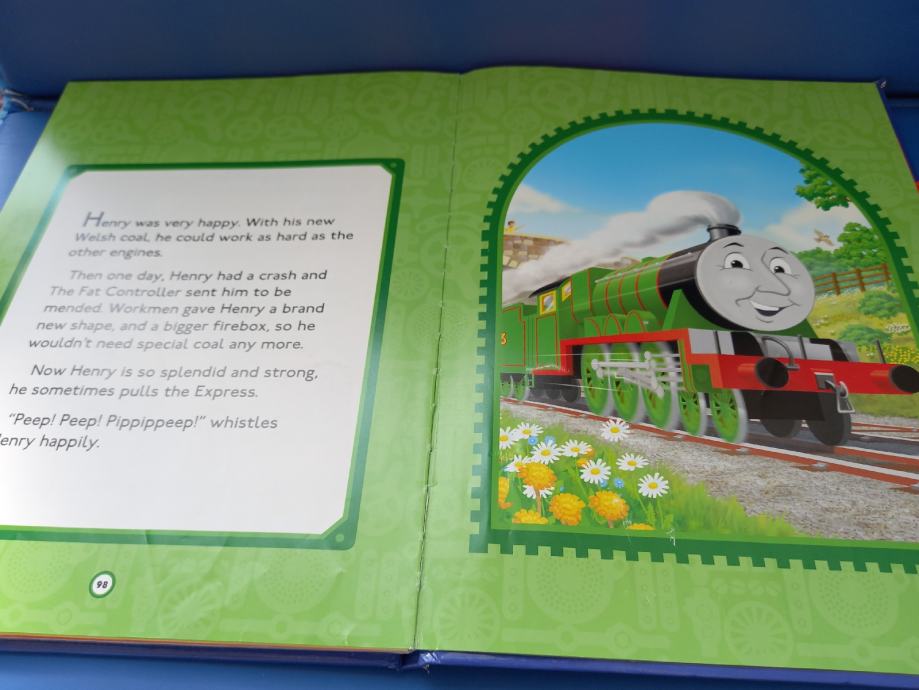 Henry was very happy. With his new
Welsh coal, he could work as hard as the
other engines.
Then one day, Henry had a crash and
The Fat Controller sent him to be
mended. Workmen gave Henry a brand
new shape, and a bigger firebox, so he
wouldn't need special coal any more.
Now Henry is so splendid and strong,
he sometimes pulls the Express.
"Peep! Peep! Pippippeep!" whistles
enry happily.
98
3